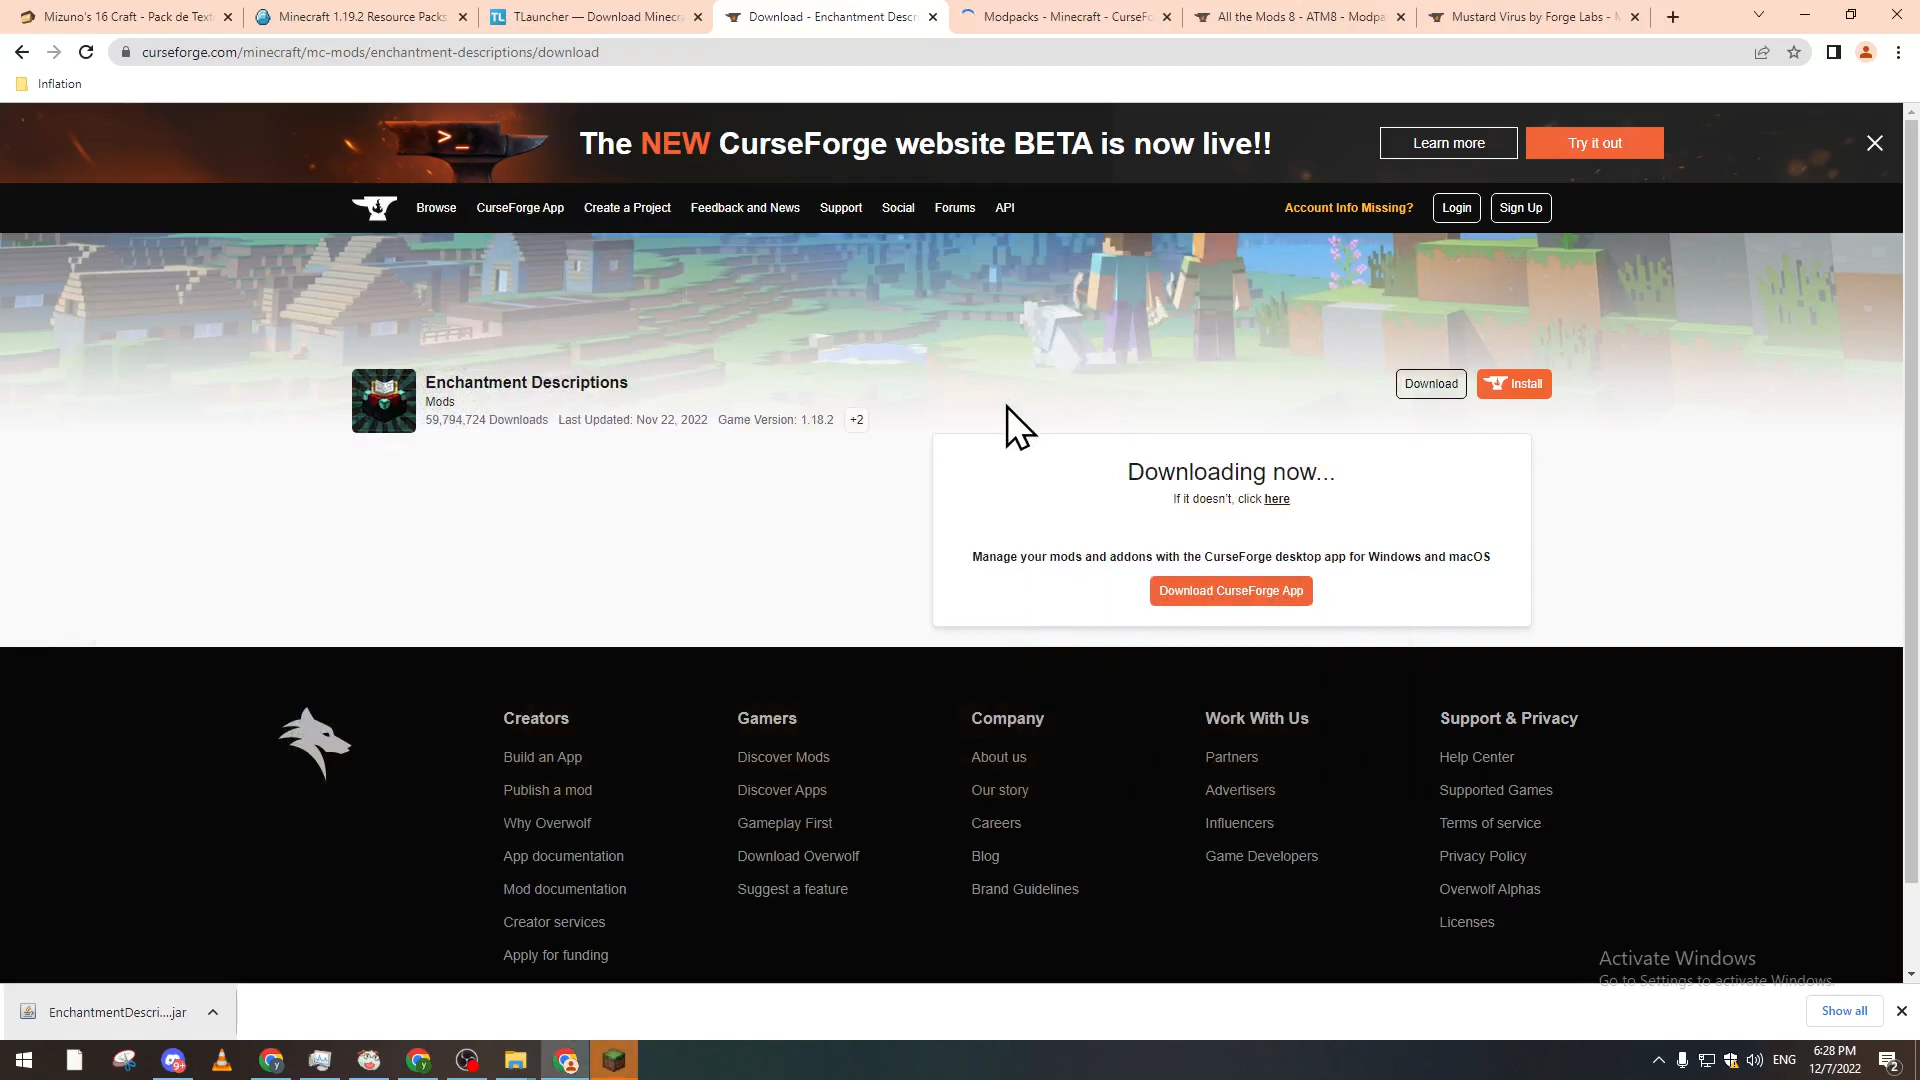 Mizuno's 16 Craft - Pack de Text
Minecraft 1.19.2 Resource Packs
TL
TLauncher — Download Minecra
Download - Enchantment Descri
Modpacks - Minecraft - CurseFo
All the Mods 8 - ATM8 - Modpa
Mustard Virus by Forge Labs - M
curseforge.com/minecraft/mc-mods/enchantment-descriptions/download
Inflation
The NEW CurseForge website BETA is now live!!
Learn more
Try it out
Browse
CurseForge App
Create a Project
Feedback and News
Support
Social
Forums
API
Account Info Missing?
Login
Sign Up
Enchantment Descriptions
Mods
59,794,724 Downloads Last Updated: Nov 22, 2022 Game Version: 1.18.2 +2
Download
Install
Downloading now...
If it doesn't, click here
Manage your mods and addons with the CurseForge desktop app for Windows and macOS
Download CurseForge App
Creators
Build an App
Publish a mod
Why Overwolf
App documentation
Mod documentation
Creator services
Apply for funding
Gamers
Discover Mods
Discover Apps
Gameplay First
Download Overwolf
Suggest a feature
Company
About us
Our story
Careers
Blog
Brand Guidelines
Work With Us
Partners
Advertisers
Influencers
Game Developers
Support & Privacy
Help Center
Supported Games
Terms of service
Privacy Policy
Overwolf Alphas
Licenses
Activate Windows
Go to Settings to activate Windows.
EnchantmentDescri....jar
Show all
9+
ENG
6:28 PM
12/7/2022
2